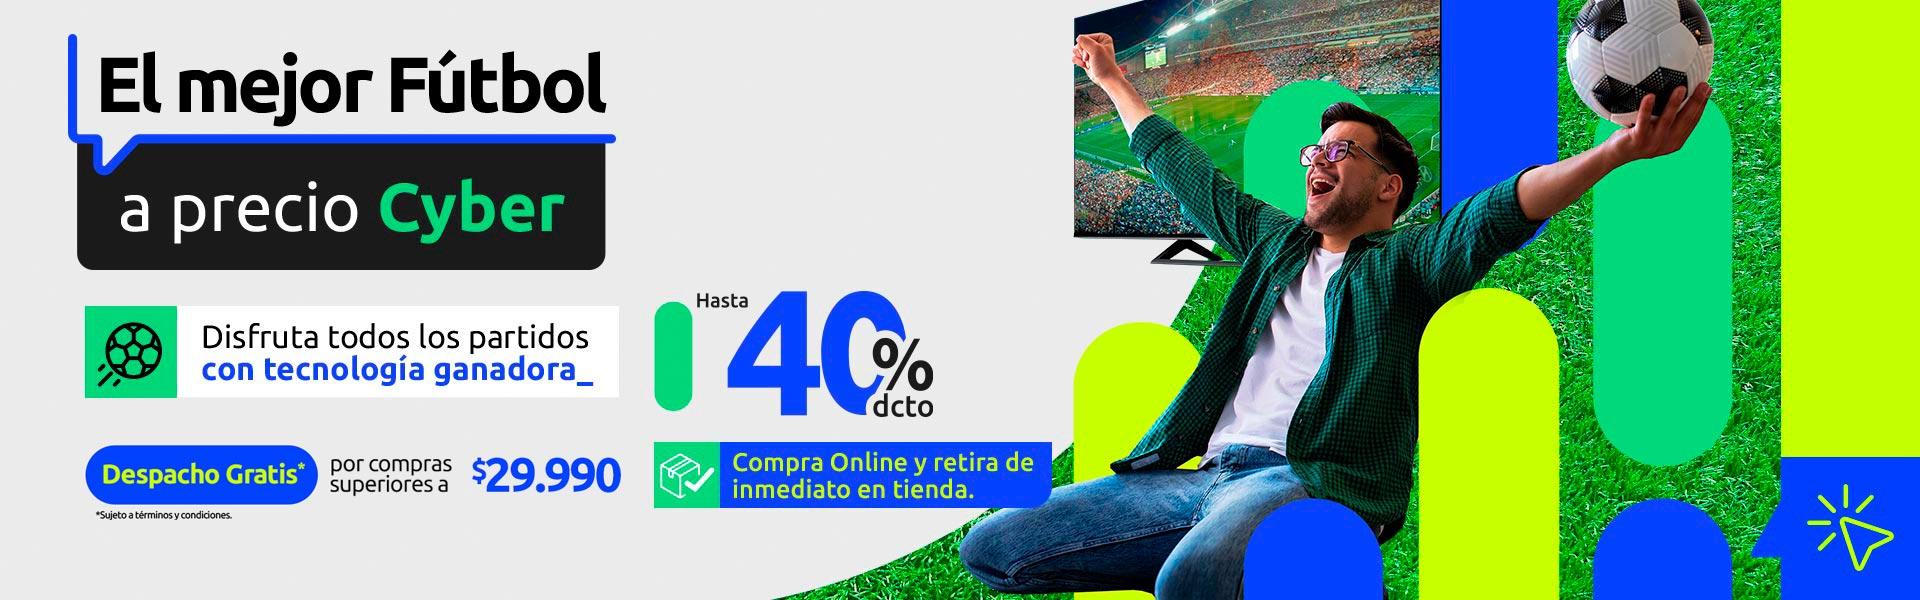 El mejor Fútbol
a precio Cyber
Disfruta todos los partidos
con tecnología ganadora_
Despacho Gratis*
por compras
superiores a
$29.990
*Sujeto a términos y condiciones.
Hasta
40%
dcto
Compra Online y retira de
inmediato en tienda.